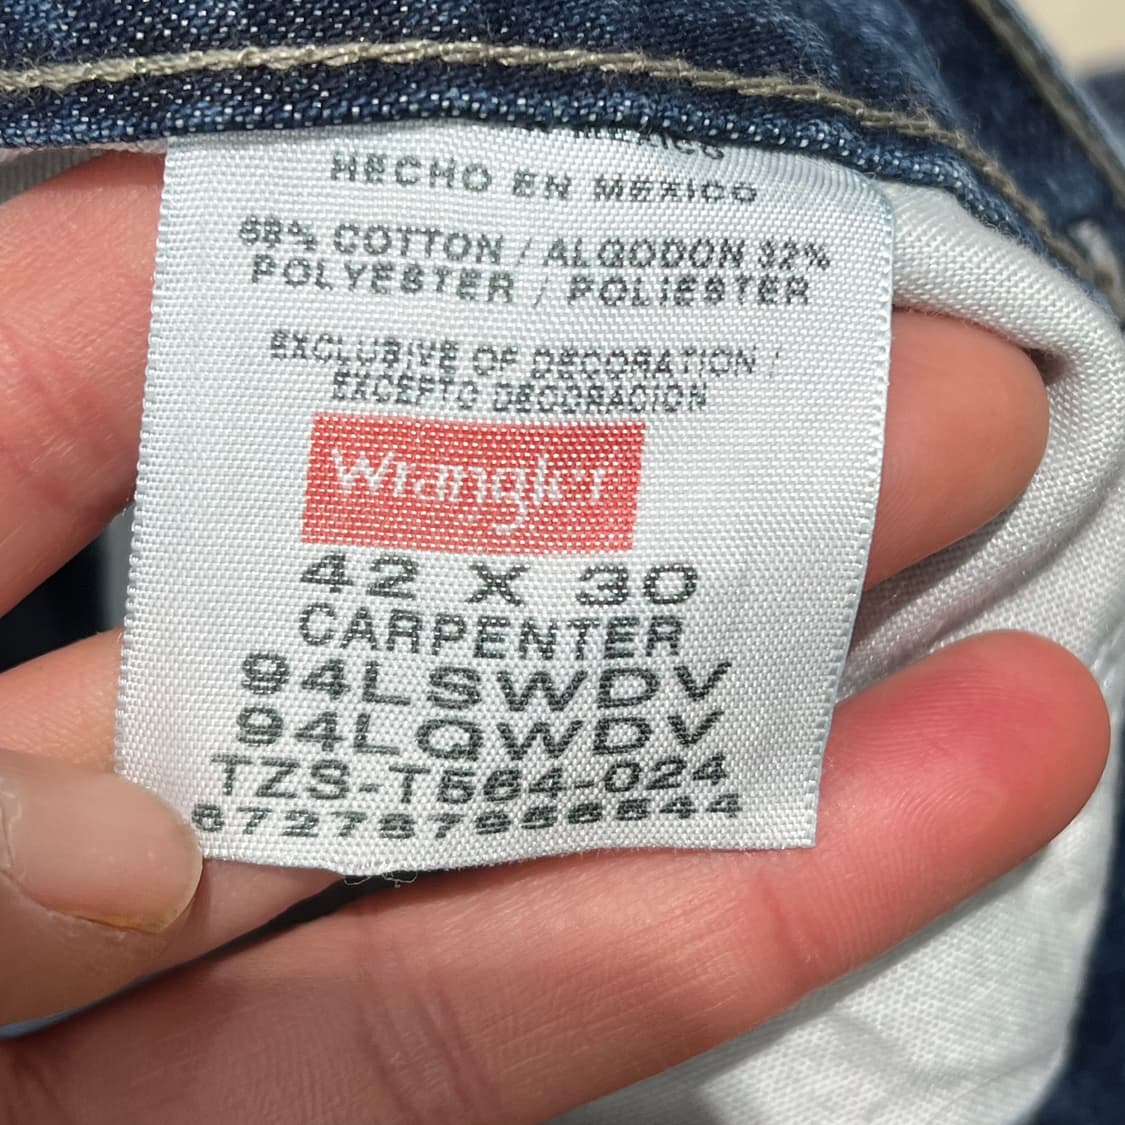 HECHO EN MEXICO
68% COTTON / ALGODON 32%
POLYESTER / POLIESTER
EXCLUSIVE OF DECORATION /
EXCEPTO DECORACION
Wrangler
42 X 30
CARPENTER
94LSWDV
94LQWDV
TZS-T564-024